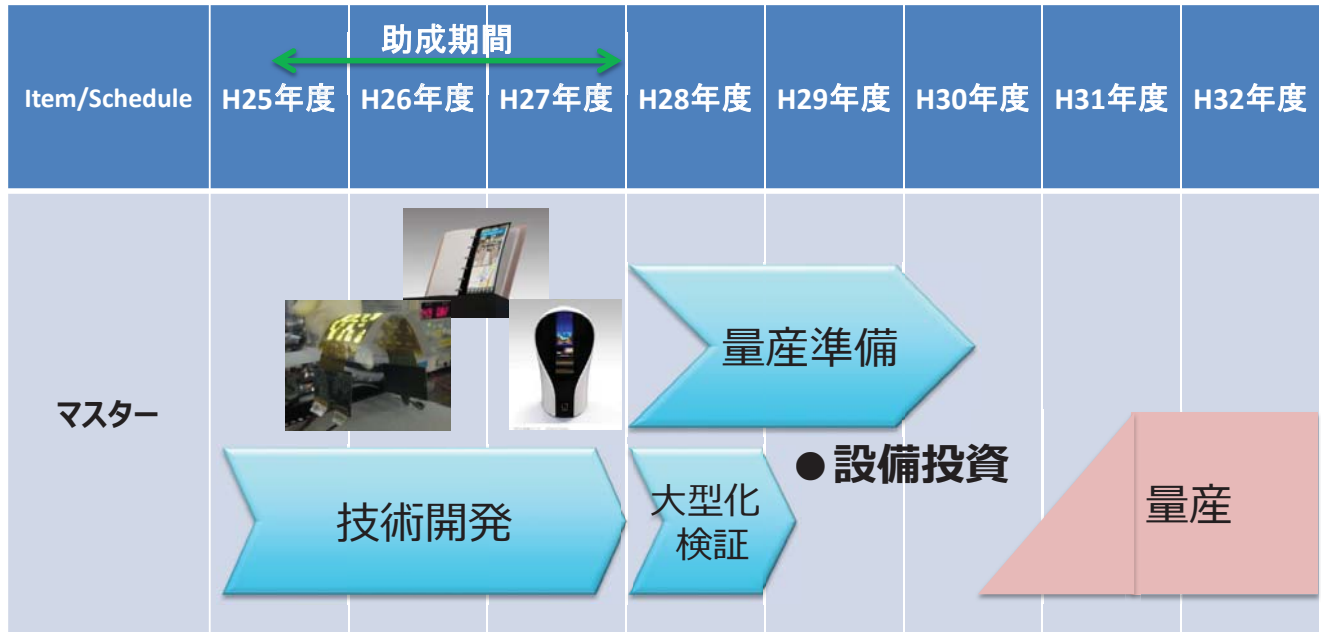 助成期間
Item/Schedule
H25年度
H26年度
H27年度
H28年度
H29年度
H30年度
H31年度
H32年度
マスター
量産準備
●設備投資
技術開発
大型化
検証
量産